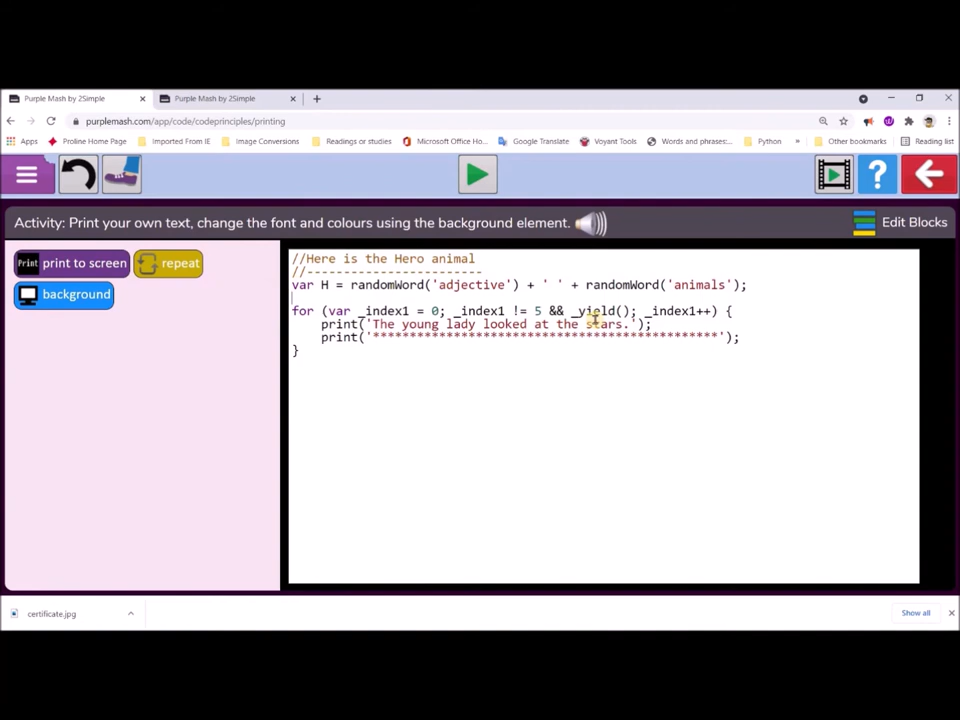 Purple Mash by 2Simple
Purple Mash by 2Simple
purplemash.com/app/code/codeprinciples/printing
Apps
Proline Home Page
Imported From IE
Image Conversions
Readings or studies
Microsoft Office Ho...
Google Translate
Voyant Tools
Words and phrases:...
Python
»
Other bookmarks
Reading list
Activity: Print your own text, change the font and colours using the background element.
Edit Blocks
Print print to screen
repeat
background
//Here is the Hero animal
//------------------------
var H = randomWord('adjective') + ' ' + randomWord('animals');
for (var _index1 = 0; _index1 != 5 && _yield(); _index1++) {
print('The young lady looked at the stars.');
print('***********************************************');
}
certificate.jpg
Show all